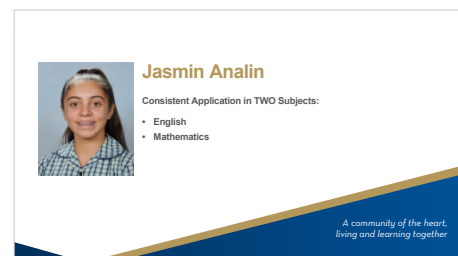 Jasmin Analin
Consistent Application in TWO Subjects:
• English
• Mathematics
A community of the heart,
living and learning together